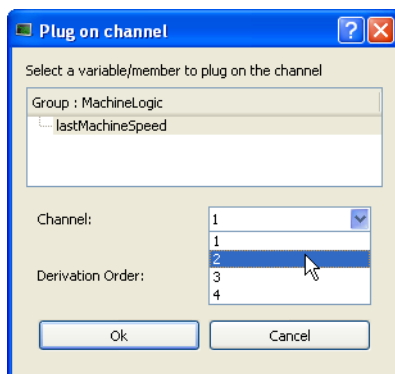 Plug on channel
Select a variable/member to plug on the channel
Group : MachineLogic
lastMachineSpeed
Channel:
1
1
2
3
4
Derivation Order:
Ok
Cancel